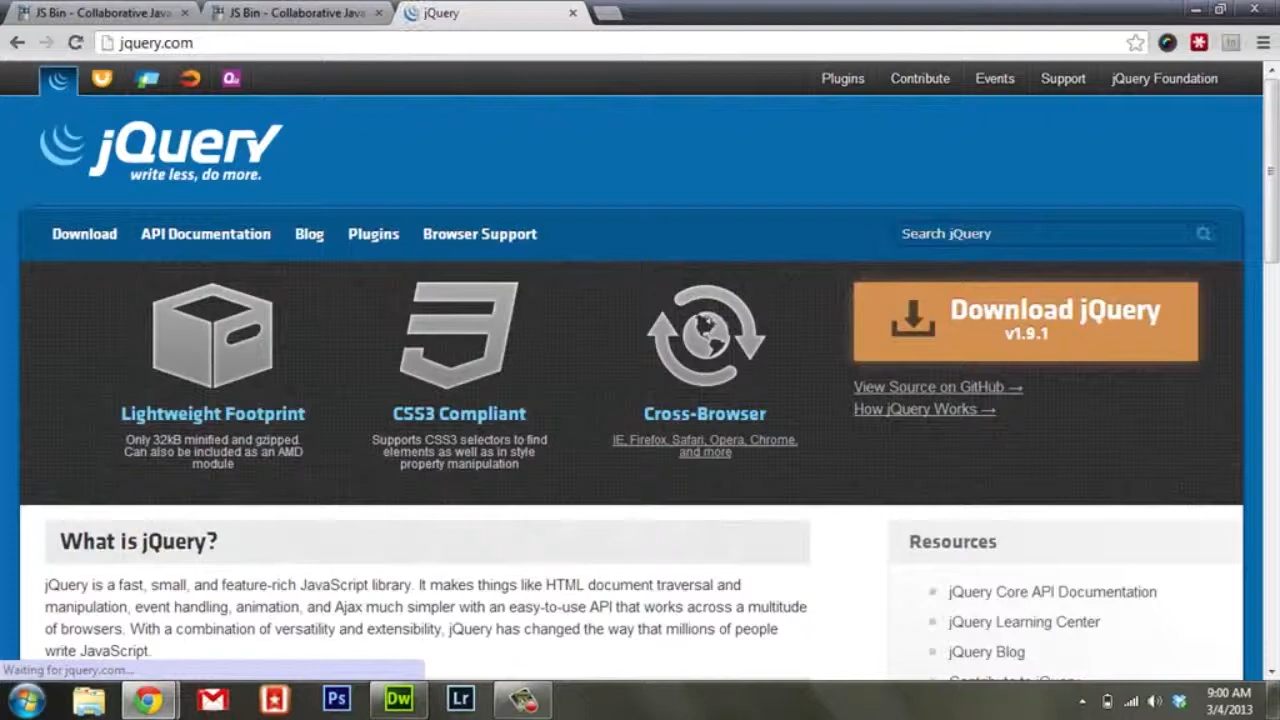 JS Bin - Collaborative Java
JS Bin - Collaborative Java
jQuery
jquery.com
Plugins
Contribute
Events
Support
jQuery Foundation
jQuery
write less, do more.
Download
API Documentation
Blog
Plugins
Browser Support
Search jQuery
Download jQuery
v1.9.1
View Source on GitHub →
How jQuery Works →
Lightweight Footprint
Only 32kB minified and gzipped.
Can also be included as an AMD
module
CSS3 Compliant
Supports CSS3 selectors to find
elements as well as in style
property manipulation
Cross-Browser
IE, Firefox, Safari, Opera, Chrome,
and more
What is jQuery?
jQuery is a fast, small, and feature-rich JavaScript library. It makes things like HTML document traversal and
manipulation, event handling, animation, and Ajax much simpler with an easy-to-use API that works across a multitude
of browsers. With a combination of versatility and extensibility, jQuery has changed the way that millions of people
write JavaScript.
Resources
jQuery Core API Documentation
jQuery Learning Center
jQuery Blog
Contribute to jQuery
Waiting for jquery.com...
Ps
Dw
Lr
9:00 AM
3/4/2013